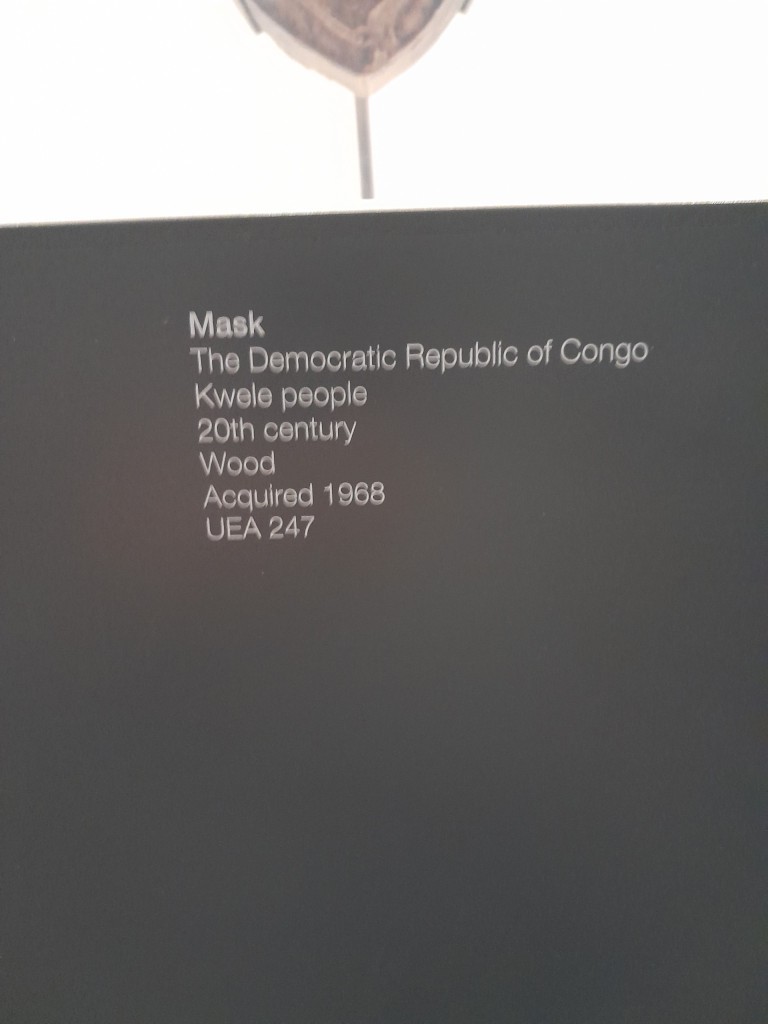 Mask
The Democratic Republic of Congo
Kwele people
20th century
Wood
Acquired 1968
UEA 247